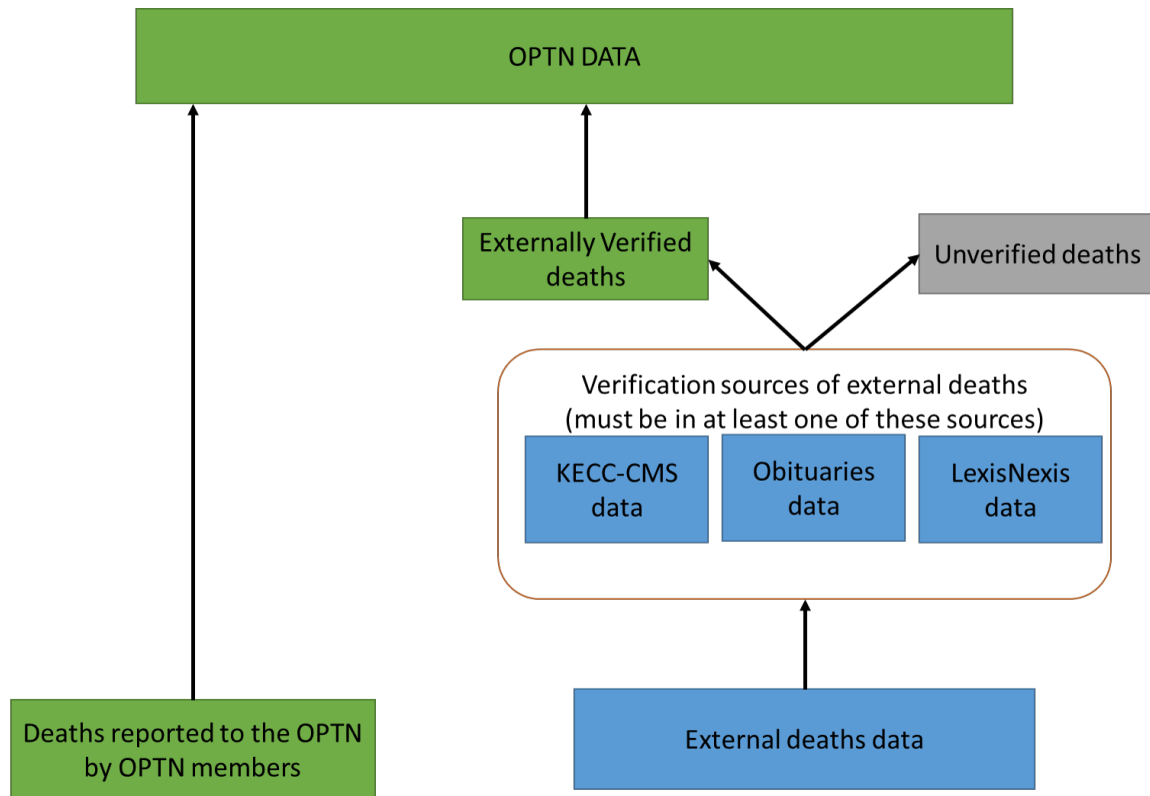 OPTN DATA
Externally Verified
deaths
Unverified deaths
Verification sources of external deaths
(must be in at least one of these sources)
KECC-CMS
data
Obituaries
data
LexisNexis
data
Deaths reported to the OPTN
by OPTN members
External deaths data